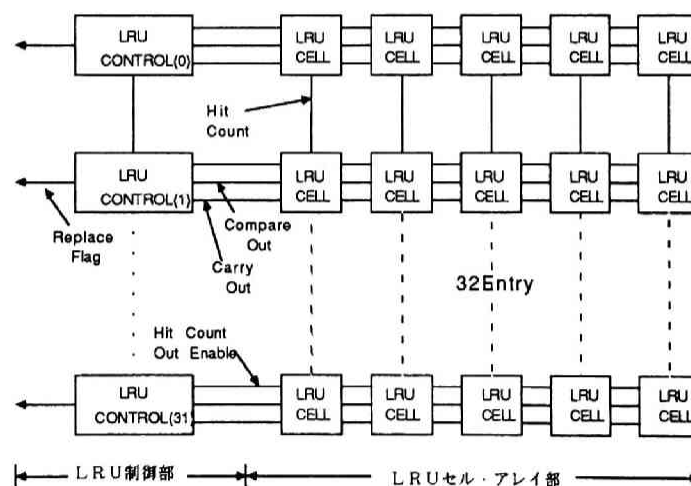 LRU
CONTROL(0)
LRU
CELL
LRU
CELL
LRU
CELL
LRU
CELL
LRU
CELL
Hit
Count
LRU
CONTROL(1)
LRU
CELL
LRU
CELL
LRU
CELL
LRU
CELL
LRU
CELL
Replace
Flag
Compare
Out
Carry
Out
32Entry
Hit Count
Out Enable
LRU
CONTROL(31)
LRU
CELL
LRU
CELL
LRU
CELL
LRU
CELL
LRU
CELL
LRU制御部
LRUセル・アレイ部